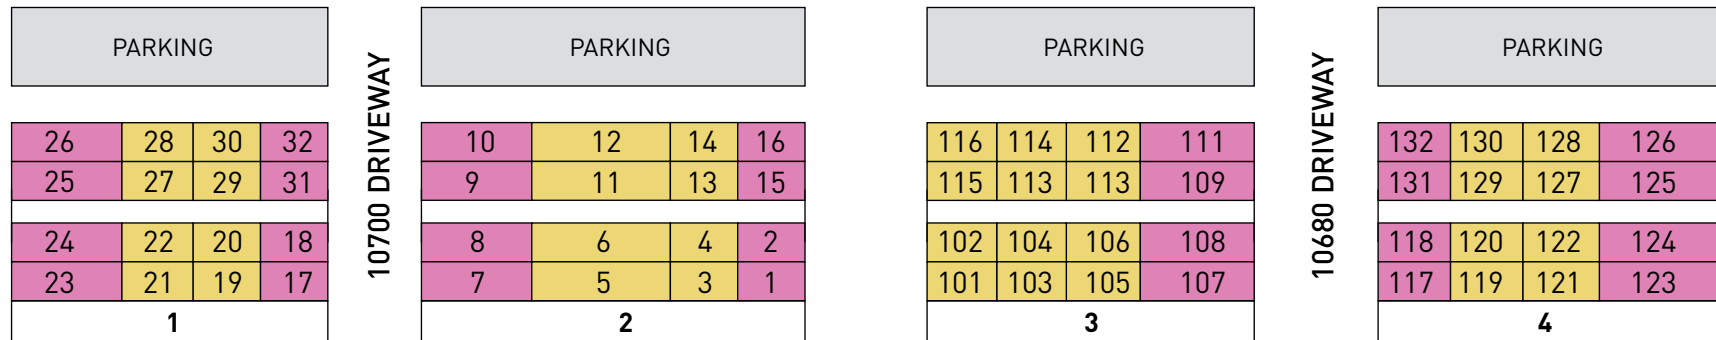 PARKING PARKING PARKING PARKING
10700 DRIVEWAY
10680 DRIVEWAY
26 28 30 32 10 12 14 16 116 114 112 111 132 130 128 126
25 27 29 31 9 11 13 15 115 113 113 109 131 129 127 125
24 22 20 18 8 6 4 2 102 104 106 108 118 120 122 124
23 21 19 17 7 5 3 1 101 103 105 107 117 119 121 123
1 2 3 4